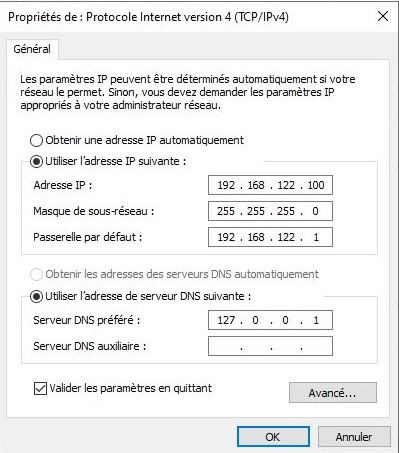 Propriétés de : Protocole Internet version 4 (TCP/IPv4)
Général
Les paramètres IP peuvent être déterminés automatiquement si votre
réseau le permet. Sinon, vous devez demander les paramètres IP
appropriés à votre administrateur réseau.
Obtenir une adresse IP automatiquement
Utiliser l'adresse IP suivante :
Adresse IP : 192 . 168 . 122 . 100
Masque de sous-réseau : 255 . 255 . 255 . 0
Passerelle par défaut : 192 . 168 . 122 . 1
Obtenir les adresses des serveurs DNS automatiquement
Utiliser l'adresse de serveur DNS suivante :
Serveur DNS préféré : 127 . 0 . 0 . 1
Serveur DNS auxiliaire : . . .
Valider les paramètres en quittant
Avancé...
OK Annuler